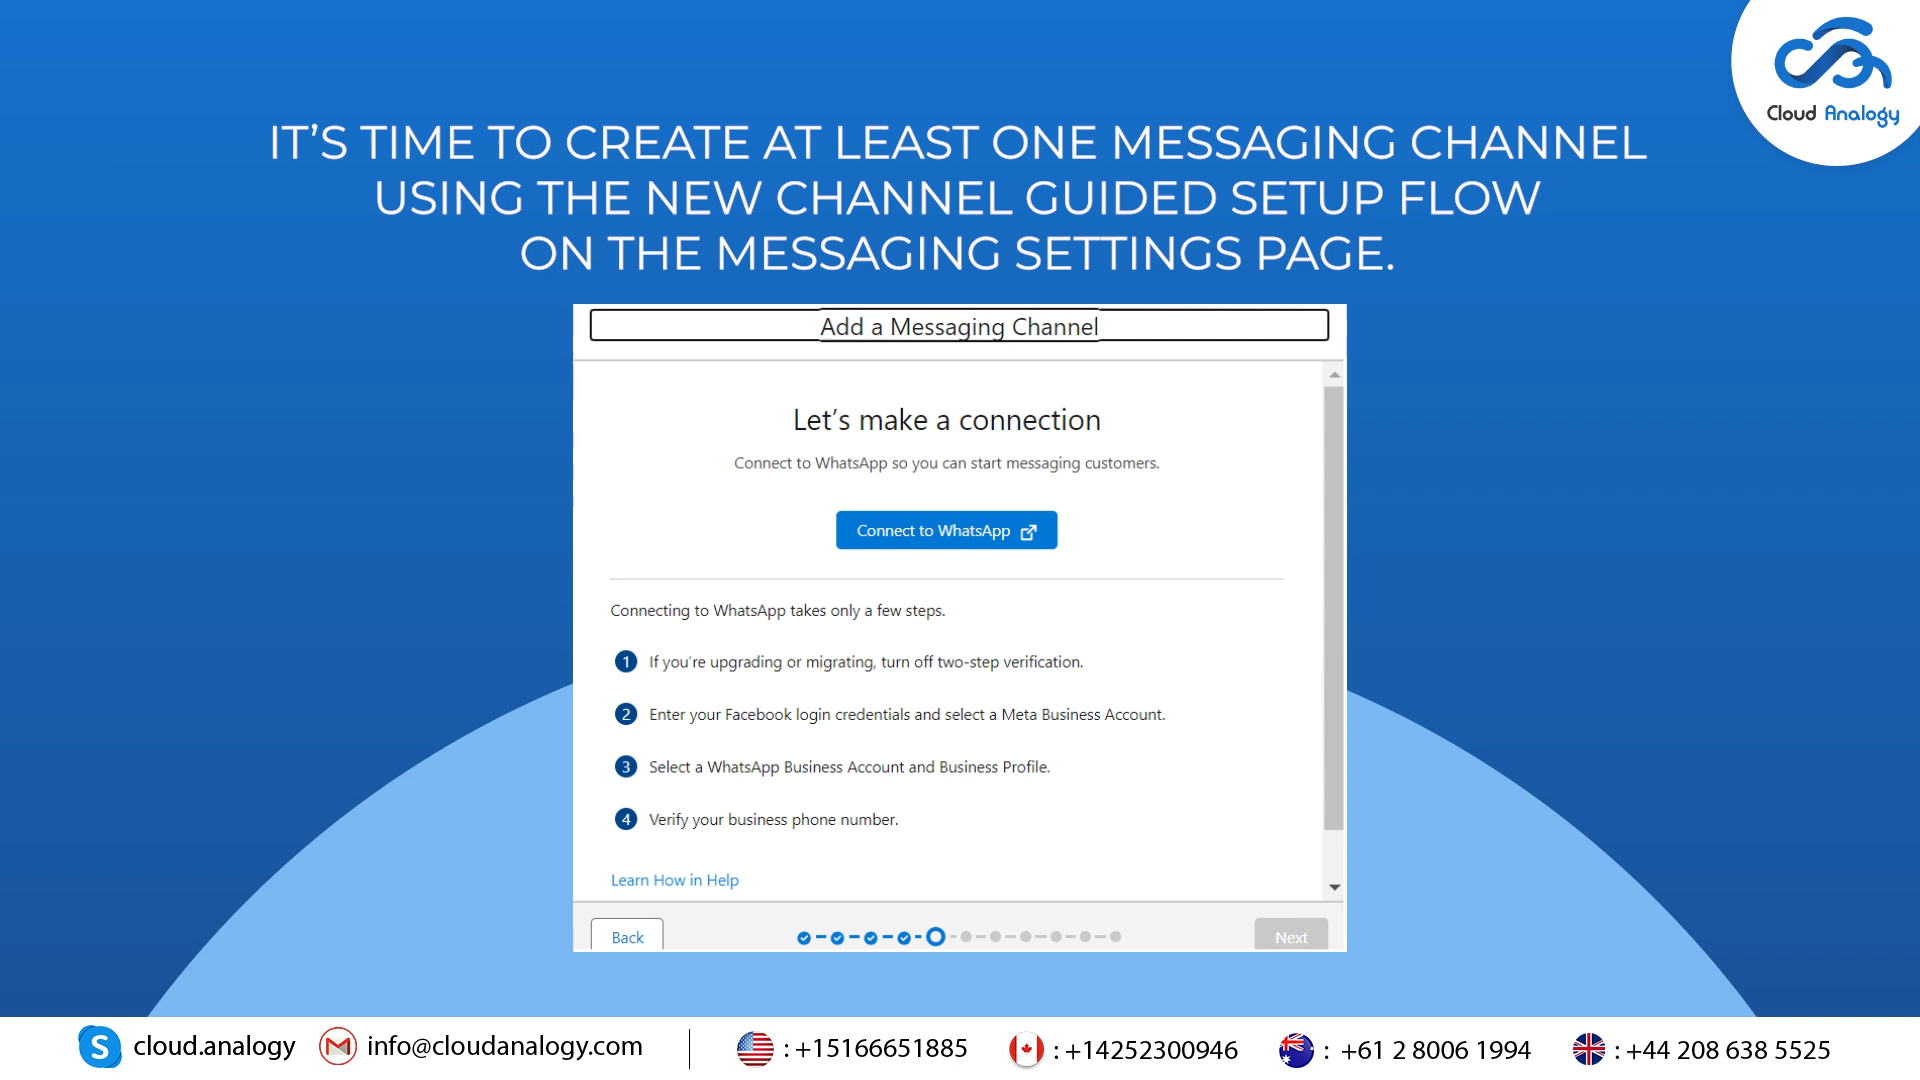 Cloud Analogy
IT’S TIME TO CREATE AT LEAST ONE MESSAGING CHANNEL
USING THE NEW CHANNEL GUIDED SETUP FLOW
ON THE MESSAGING SETTINGS PAGE.
Add a Messaging Channel
Let’s make a connection
Connect to WhatsApp so you can start messaging customers.
Connect to WhatsApp
Connecting to WhatsApp takes only a few steps.
1 If you’re upgrading or migrating, turn off two-step verification.
2 Enter your Facebook login credentials and select a Meta Business Account.
3 Select a WhatsApp Business Account and Business Profile.
4 Verify your business phone number.
Learn How in Help
Back Next
S cloud.analogy info@cloudanalogy.com : +15166651885 : +14252300946 : +61 2 8006 1994 : +44 208 638 5525